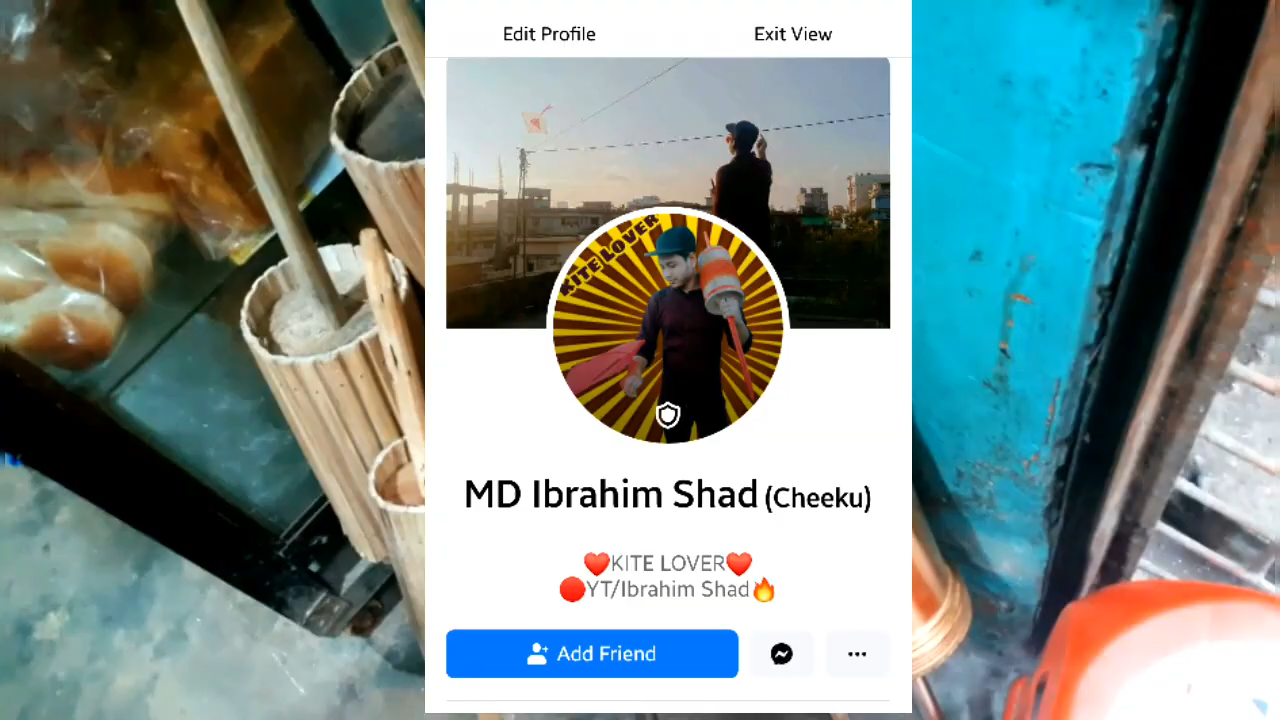 Edit Profile
Exit View
KITE LOVER
MD Ibrahim Shad (Cheeku)
❤️KITE LOVER❤️
🔴YT/Ibrahim Shad🔥
Add Friend